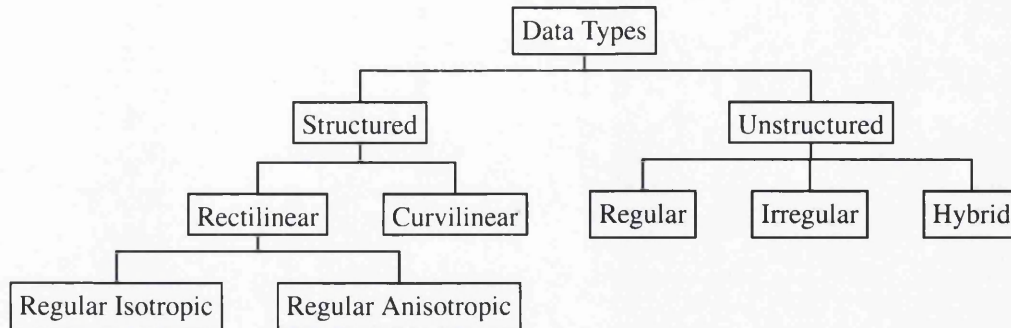 Data Types
Structured
Unstructured
Rectilinear
Curvilinear
Regular
Irregular
Hybrid
Regular Isotropic
Regular Anisotropic